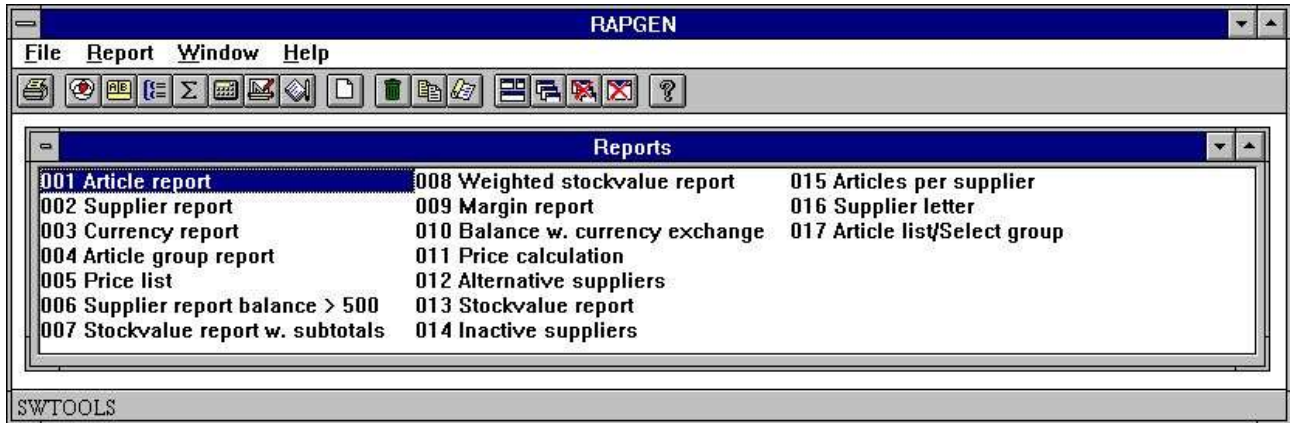 RAPGEN
File Report Window Help
Reports
001 Article report
002 Supplier report
003 Currency report
004 Article group report
005 Price list
006 Supplier report balance > 500
007 Stockvalue report w. subtotals
008 Weighted stockvalue report
009 Margin report
010 Balance w. currency exchange
011 Price calculation
012 Alternative suppliers
013 Stockvalue report
014 Inactive suppliers
015 Articles per supplier
016 Supplier letter
017 Article list/Select group
SWTOOLS